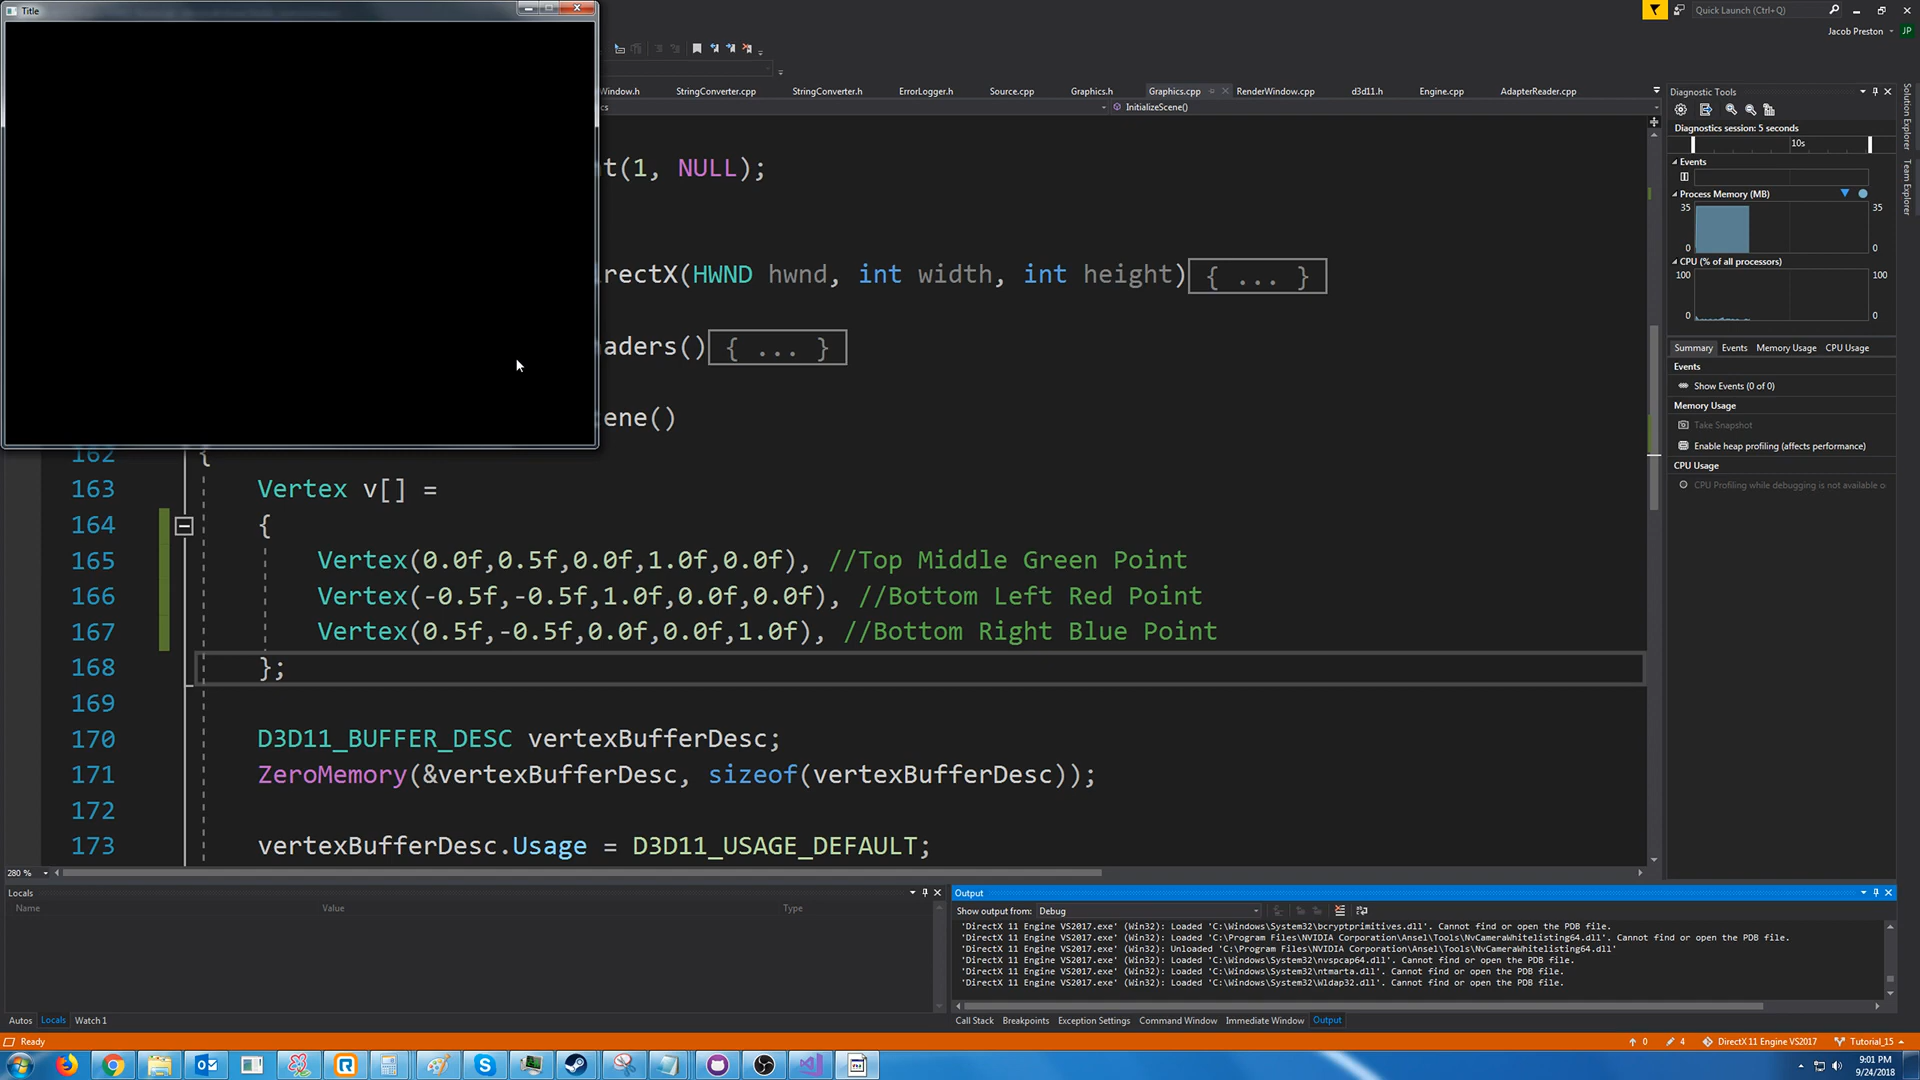 Title
Quick Launch (Ctrl+Q)
Jacob Preston
JP
Window.h
StringConverter.cpp
StringConverter.h
ErrorLogger.h
Source.cpp
Graphics.h
Graphics.cpp
RenderWindow.cpp
d3d11.h
Engine.cpp
AdapterReader.cpp
cs
InitializeScene()
t(1, NULL);
rectX(HWND hwnd, int width, int height){ ... }
aders(){ ... }
ene()
162 {
163 Vertex v[] =
164 {
165 Vertex(0.0f,0.5f,0.0f,1.0f,0.0f), //Top Middle Green Point
166 Vertex(-0.5f,-0.5f,1.0f,0.0f,0.0f), //Bottom Left Red Point
167 Vertex(0.5f,-0.5f,0.0f,0.0f,1.0f), //Bottom Right Blue Point
168 };
169
170 D3D11_BUFFER_DESC vertexBufferDesc;
171 ZeroMemory(&vertexBufferDesc, sizeof(vertexBufferDesc));
172
173 vertexBufferDesc.Usage = D3D11_USAGE_DEFAULT;
280 %
Diagnostic Tools
Diagnostics session: 5 seconds
10s
Events
Process Memory (MB)
35 35
0 0
CPU (% of all processors)
100 100
0 0
Summary Events Memory Usage CPU Usage
Events
Show Events (0 of 0)
Memory Usage
Take Snapshot
Enable heap profiling (affects performance)
CPU Usage
CPU Profiling while debugging is not available o
Solution Explorer
Team Explorer
Locals
Name Value Type
Autos Locals Watch 1
Output
Show output from: Debug
'DirectX 11 Engine VS2017.exe' (Win32): Loaded 'C:\Windows\System32\bcryptprimitives.dll'. Cannot find or open the PDB file.
'DirectX 11 Engine VS2017.exe' (Win32): Loaded 'C:\Program Files\NVIDIA Corporation\Ansel\Tools\NvCameraWhitelisting64.dll'. Cannot find or open the PDB file.
'DirectX 11 Engine VS2017.exe' (Win32): Unloaded 'C:\Program Files\NVIDIA Corporation\Ansel\Tools\NvCameraWhitelisting64.dll'
'DirectX 11 Engine VS2017.exe' (Win32): Loaded 'C:\Windows\System32\nvspcap64.dll'. Cannot find or open the PDB file.
'DirectX 11 Engine VS2017.exe' (Win32): Loaded 'C:\Windows\System32\ntmarta.dll'. Cannot find or open the PDB file.
'DirectX 11 Engine VS2017.exe' (Win32): Loaded 'C:\Windows\System32\Wldap32.dll'. Cannot find or open the PDB file.
Call Stack Breakpoints Exception Settings Command Window Immediate Window Output
Ready
0
4
DirectX 11 Engine VS2017
Tutorial_15
9:01 PM
9/24/2018